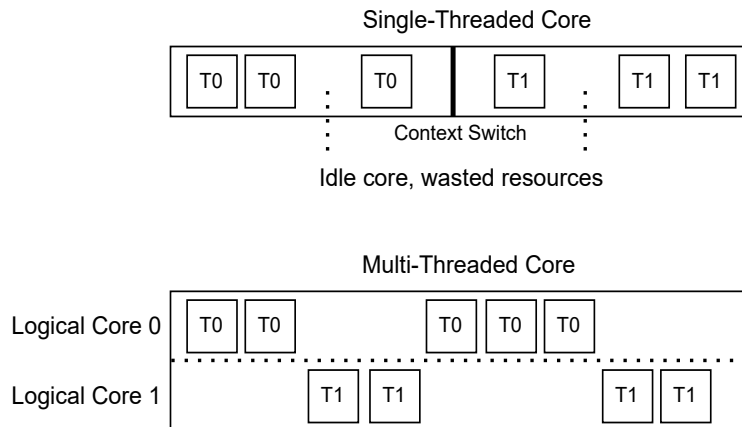 Single-Threaded Core
T0 T0 T0 T1 T1 T1
Context Switch
Idle core, wasted resources
Multi-Threaded Core
Logical Core 0 T0 T0 T0 T0 T0
Logical Core 1 T1 T1 T1 T1